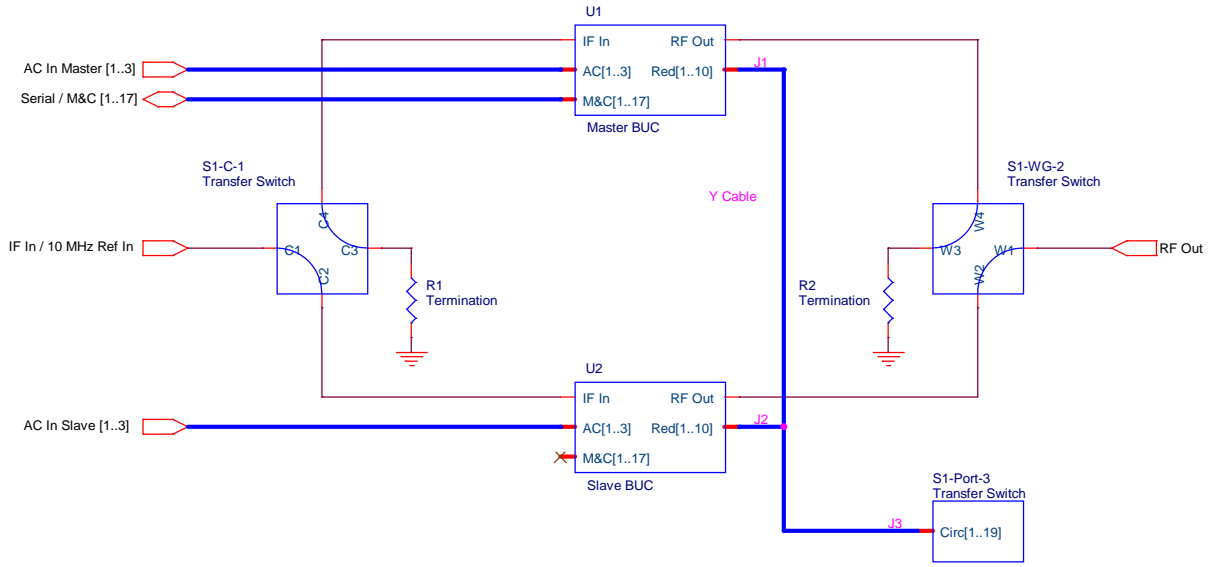 U1
IF In
RF Out
AC In Master [1..3]
AC[1..3]
Red[1..10]
J1
Serial / M&C [1..17]
M&C[1..17]
Master BUC
S1-C-1
Transfer Switch
S1-WG-2
Transfer Switch
Y Cable
C4
W4
IF In / 10 MHz Ref In
C1
C3
C2
W3
W1
W2
RF Out
R1
Termination
R2
Termination
U2
IF In
RF Out
AC In Slave [1..3]
AC[1..3]
Red[1..10]
J2
M&C[1..17]
Slave BUC
S1-Port-3
Transfer Switch
J3
Circ[1..19]